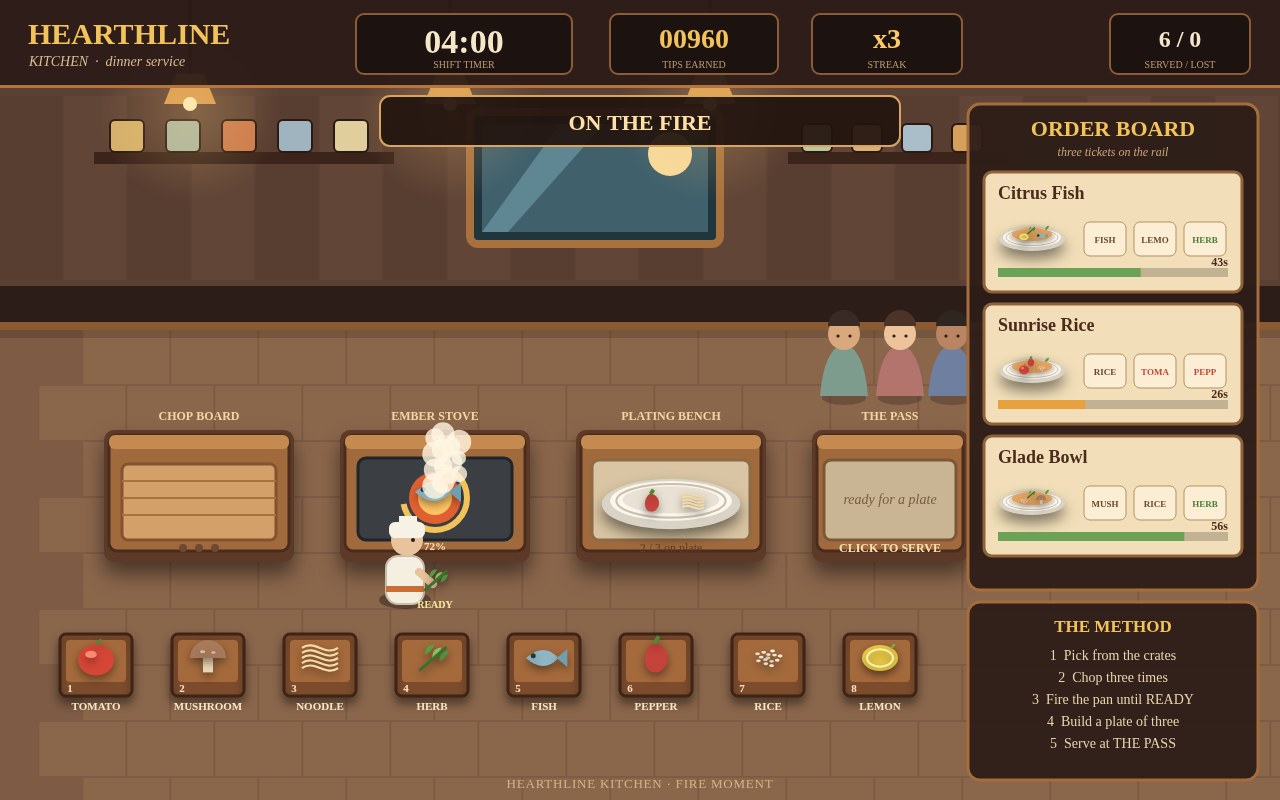 HEARTHLINE
KITCHEN · dinner service
04:00
SHIFT TIMER
00960
TIPS EARNED
x3
STREAK
6 / 0
SERVED / LOST
ON THE FIRE
ORDER BOARD
three tickets on the rail
Citrus Fish
FISH LEMO HERB
43s
Sunrise Rice
RICE TOMA PEPP
26s
Glade Bowl
MUSH RICE HERB
56s
CHOP BOARD
EMBER STOVE
PLATING BENCH
THE PASS
ready for a plate
72%
2 / 3 on plate
CLICK TO SERVE
READY
1
2
3
4
5
6
7
8
TOMATO
MUSHROOM
NOODLE
HERB
FISH
PEPPER
RICE
LEMON
THE METHOD
1 Pick from the crates
2 Chop three times
3 Fire the pan until READY
4 Build a plate of three
5 Serve at THE PASS
HEARTHLINE KITCHEN · FIRE MOMENT